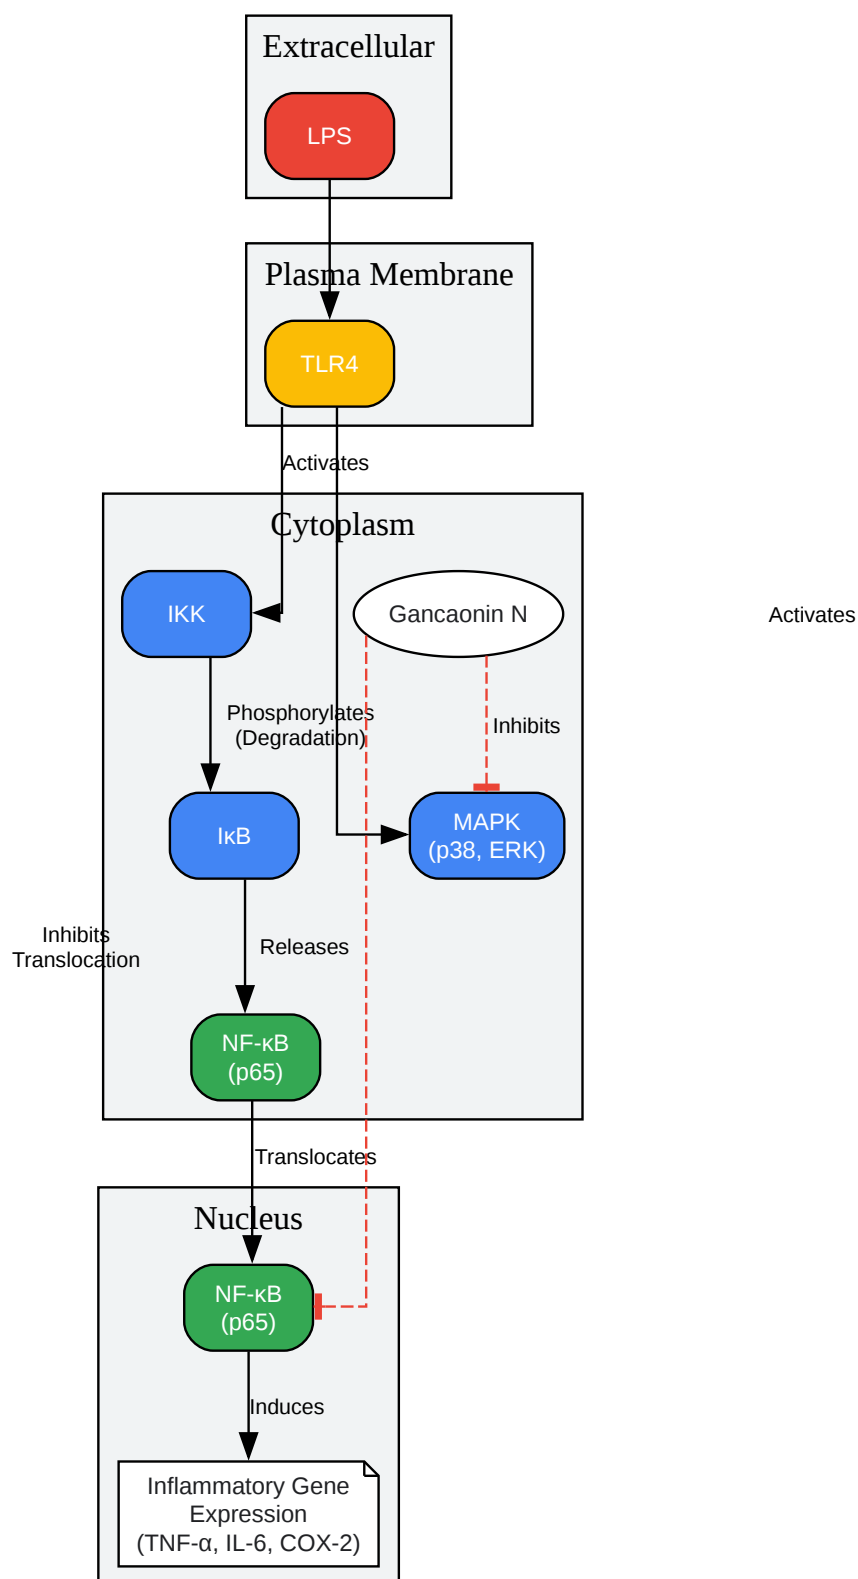 Extracellular
LPS
Plasma Membrane
TLR4
Activates
Cytoplasm
IKK
Gancaonin N
Activates
Phosphorylates
(Degradation)
Inhibits
IκB
MAPK
(p38, ERK)
Inhibits
Translocation
Releases
NF-κB
(p65)
Translocates
Nucleus
NF-κB
(p65)
Induces
Inflammatory Gene
Expression
(TNF-α, IL-6, COX-2)